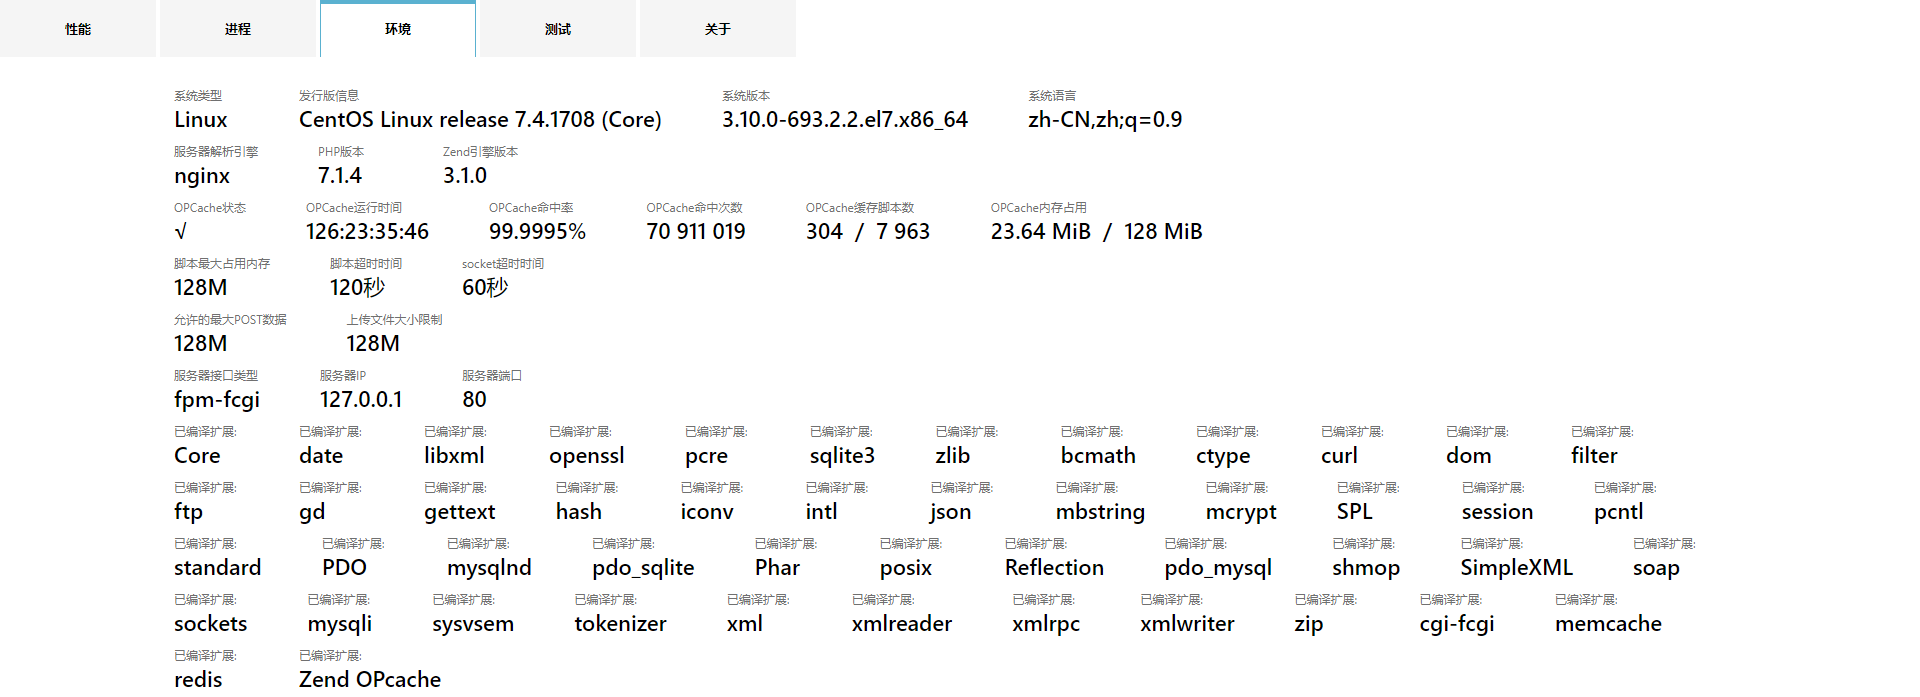 性能 进程 环境 测试 关于
系统类型 发行版信息 系统版本 系统语言
Linux CentOS Linux release 7.4.1708 (Core) 3.10.0-693.2.2.el7.x86_64 zh-CN,zh;q=0.9
服务器解析引擎 PHP版本 Zend引擎版本
nginx 7.1.4 3.1.0
OPCache状态 OPCache运行时间 OPCache命中率 OPCache命中次数 OPCache缓存脚本数 OPCache内存占用
√ 126:23:35:46 99.9995% 70 911 019 304 / 7 963 23.64 MiB / 128 MiB
脚本最大占用内存 脚本超时时间 socket超时时间
128M 120秒 60秒
允许的最大POST数据 上传文件大小限制
128M 128M
服务器接口类型 服务器IP 服务器端口
fpm-fcgi 127.0.0.1 80
已编译扩展: 已编译扩展: 已编译扩展: 已编译扩展: 已编译扩展: 已编译扩展: 已编译扩展: 已编译扩展: 已编译扩展: 已编译扩展: 已编译扩展: 已编译扩展:
Core date libxml openssl pcre sqlite3 zlib bcmath ctype curl dom filter
已编译扩展: 已编译扩展: 已编译扩展: 已编译扩展: 已编译扩展: 已编译扩展: 已编译扩展: 已编译扩展: 已编译扩展: 已编译扩展: 已编译扩展: 已编译扩展:
ftp gd gettext hash iconv intl json mbstring mcrypt SPL session pcntl
已编译扩展: 已编译扩展: 已编译扩展: 已编译扩展: 已编译扩展: 已编译扩展: 已编译扩展: 已编译扩展: 已编译扩展: 已编译扩展: 已编译扩展:
standard PDO mysqlnd pdo_sqlite Phar posix Reflection pdo_mysql shmop SimpleXML soap
已编译扩展: 已编译扩展: 已编译扩展: 已编译扩展: 已编译扩展: 已编译扩展: 已编译扩展: 已编译扩展: 已编译扩展: 已编译扩展: 已编译扩展:
sockets mysqli sysvsem tokenizer xml xmlreader xmlrpc xmlwriter zip cgi-fcgi memcache
已编译扩展: 已编译扩展:
redis Zend OPcache